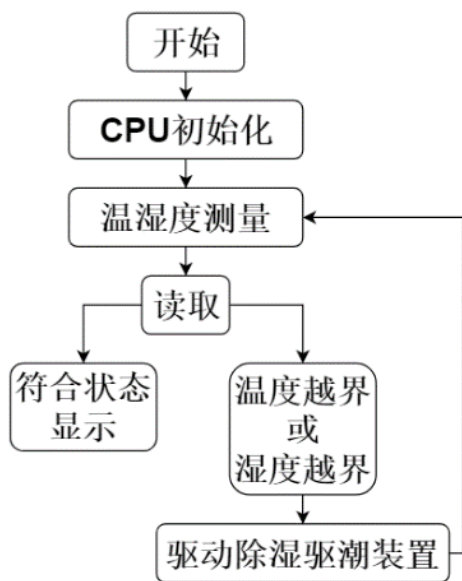 开始
CPU初始化
温湿度测量
读取
符合状态
显示
温度越界
或
湿度越界
驱动除湿驱潮装置